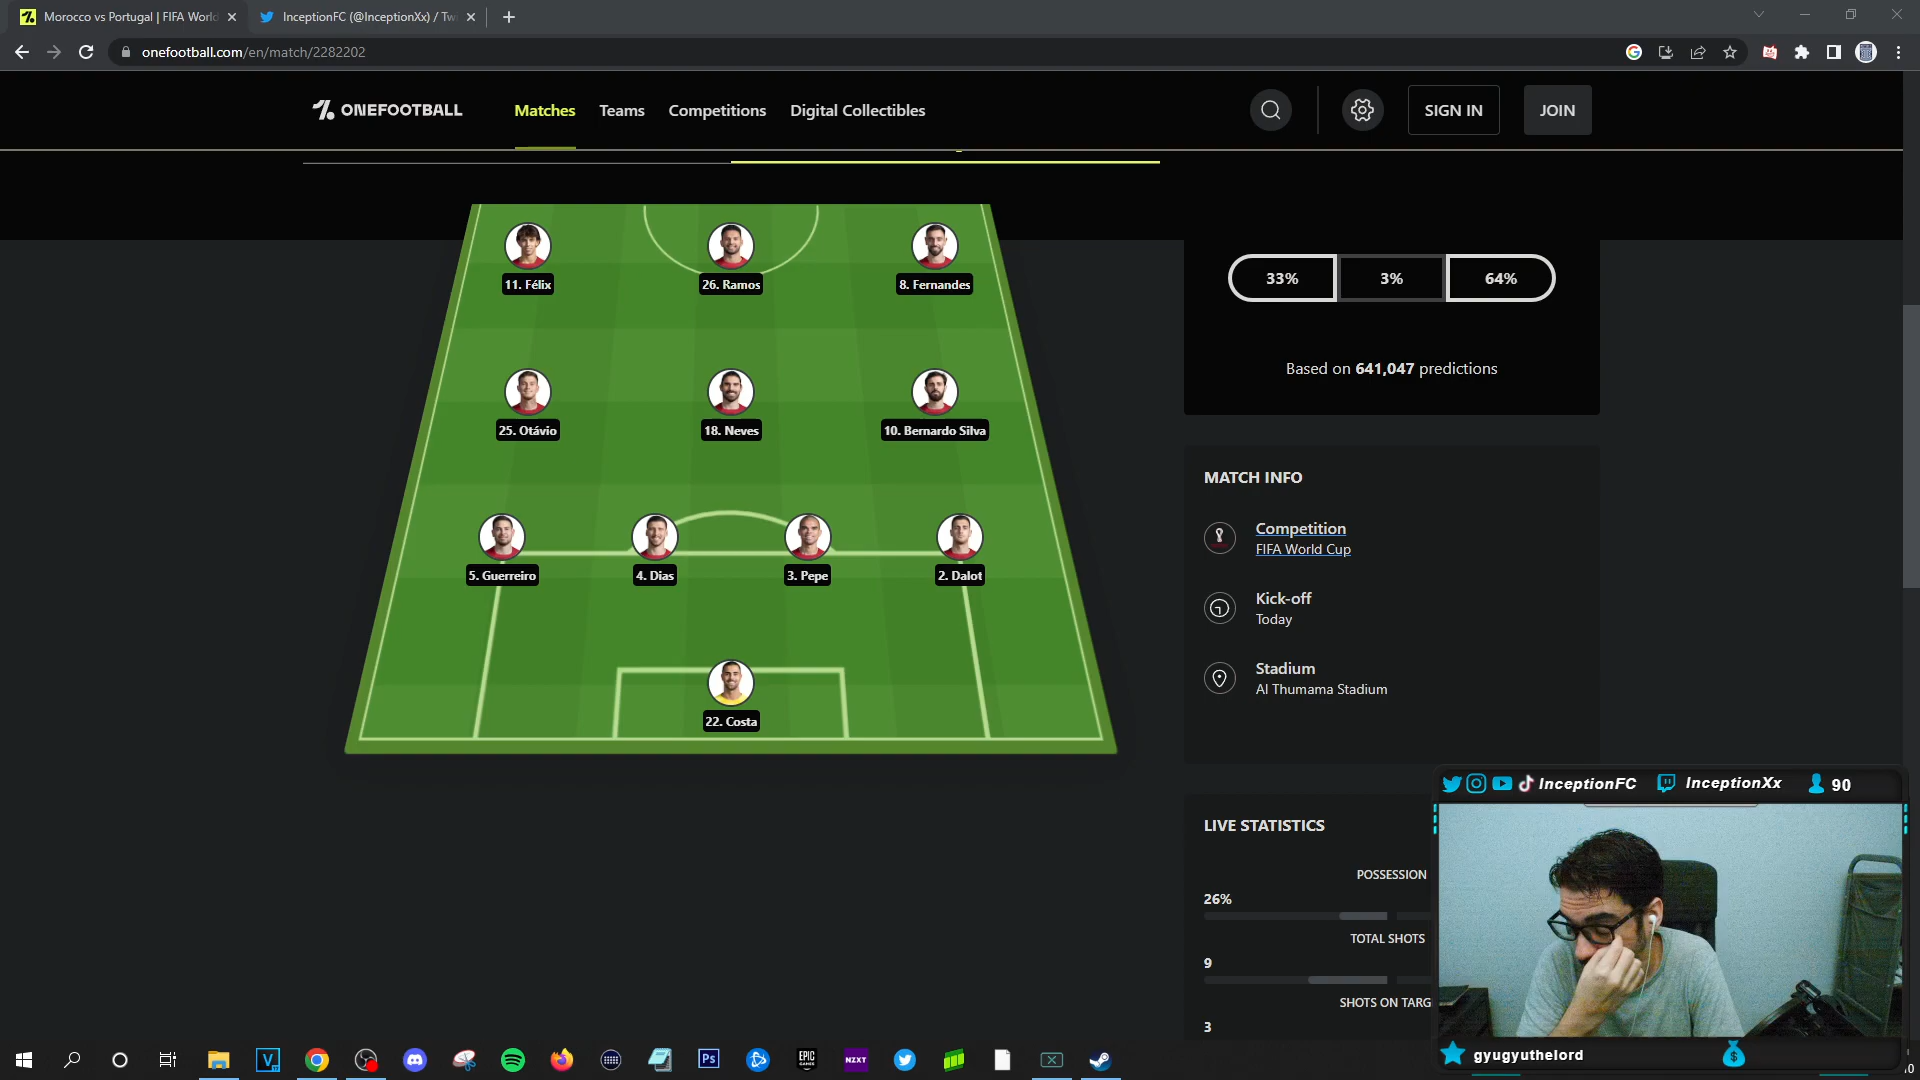 Morocco vs Portugal | FIFA World
InceptionFC (@InceptionXx) / Tw
onefootball.com/en/match/2282202
ONEFOOTBALL
Matches
Teams
Competitions
Digital Collectibles
SIGN IN
JOIN
11. Félix
26. Ramos
8. Fernandes
25. Otávio
18. Neves
10. Bernardo Silva
5. Guerreiro
4. Dias
3. Pepe
2. Dalot
22. Costa
33%
3%
64%
Based on 641,047 predictions
MATCH INFO
Competition
FIFA World Cup
Kick-off
Today
Stadium
Al Thumama Stadium
LIVE STATISTICS
POSSESSION
26%
TOTAL SHOTS
9
SHOTS ON TARG
3
InceptionFC
InceptionXx
90
gyugyuthelord
Ps
EPIC
GAMES
NZXT